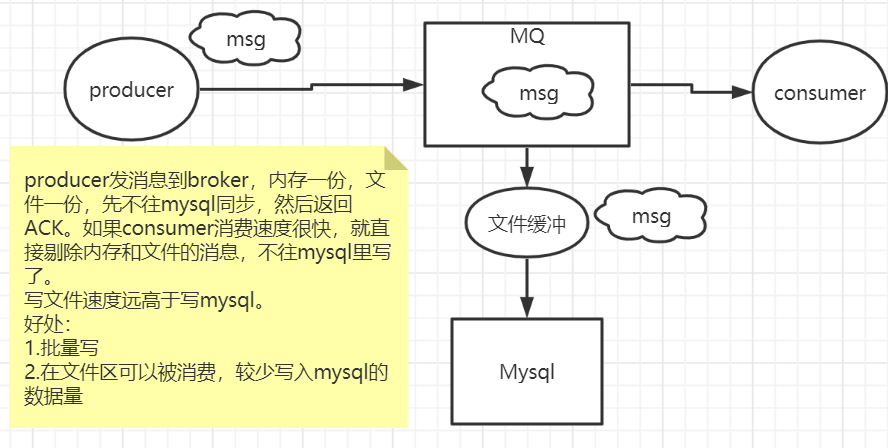 msg
MQ
producer
msg
consumer
producer发消息到broker，内存一份，文
件一份，先不往mysql同步，然后返回
ACK。如果consumer消费速度很快，就直
接剔除内存和文件的消息，不往mysql里写
了。
写文件速度远高于写mysql。
好处：
1.批量写
2.在文件区可以被消费，较少写入mysql的
数据量
文件缓冲
msg
Mysql